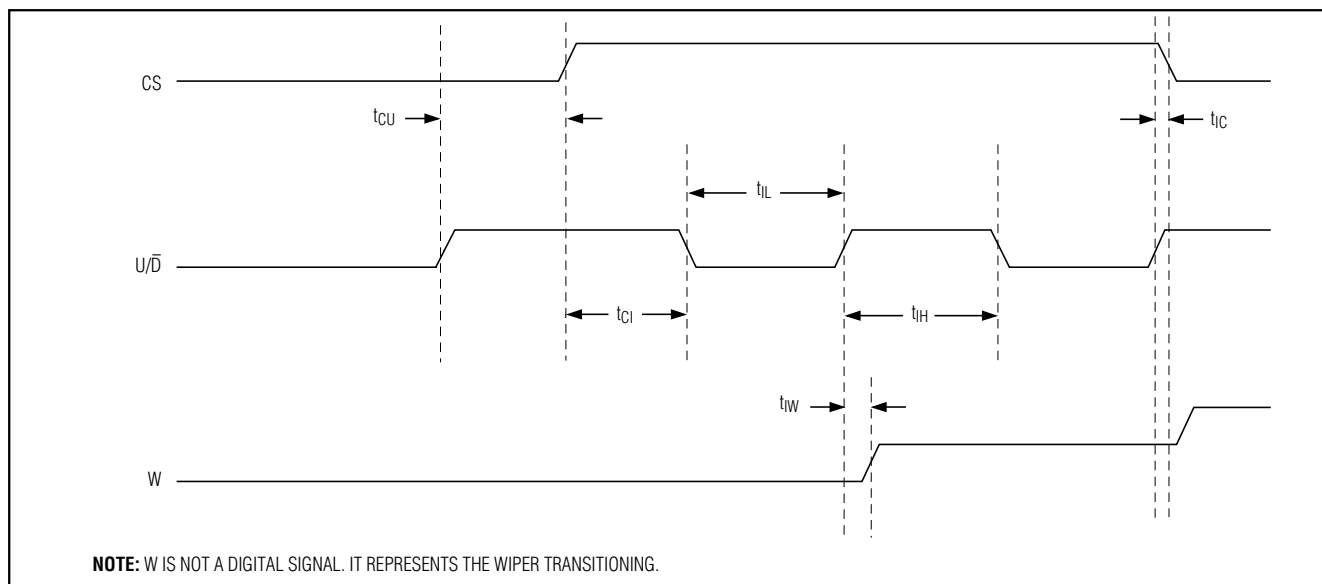 CS
tCU
tIC
tIL
U/D̅
tCI
tIH
tIW
W
NOTE: W IS NOT A DIGITAL SIGNAL. IT REPRESENTS THE WIPER TRANSITIONING.